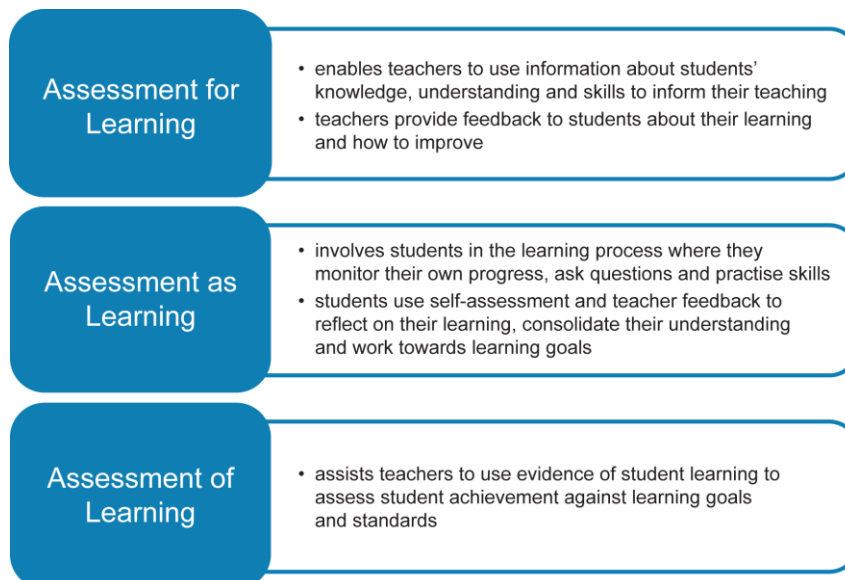 Assessment for
Learning
• enables teachers to use information about students’
knowledge, understanding and skills to inform their teaching
• teachers provide feedback to students about their learning
and how to improve
Assessment as
Learning
• involves students in the learning process where they
monitor their own progress, ask questions and practise skills
• students use self-assessment and teacher feedback to
reflect on their learning, consolidate their understanding
and work towards learning goals
Assessment of
Learning
• assists teachers to use evidence of student learning to
assess student achievement against learning goals
and standards